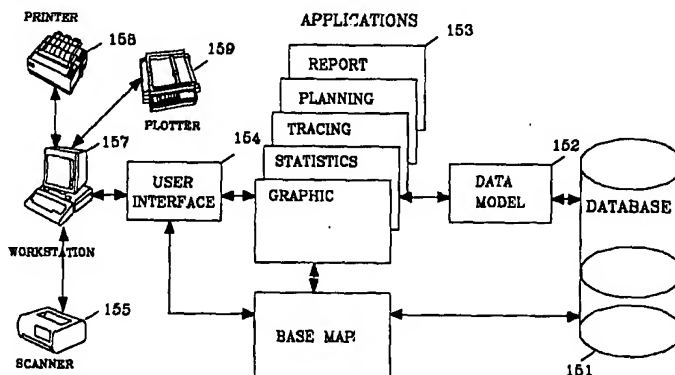 PRINTER
158
159
PLOTTER
157
WORKSTATION
155
SCANNER
154
USER
INTERFACE
APPLICATIONS
153
REPORT
PLANNING
TRACING
STATISTICS
GRAPHIC
BASE MAP
152
DATA
MODEL
DATABASE
151